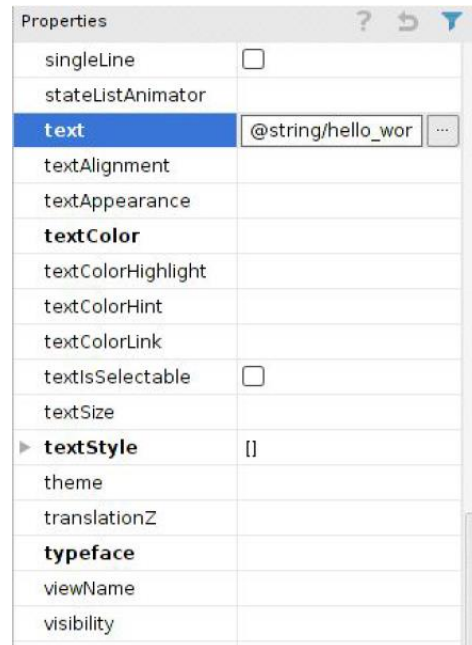 Properties ?
singleLine
stateListAnimator
text @string/hello_wor ...
textAlignment
textAppearance
textColor
textColorHighlight
textColorHint
textColorLink
textIsSelectable
textSize
textStyle []
theme
translationZ
typeface
viewName
visibility